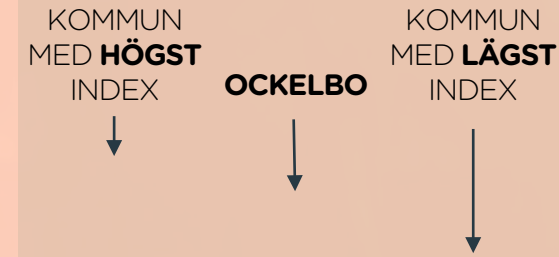 KOMMUN
MED HÖGST
INDEX
OCKELBO
KOMMUN
MED LÄGST
INDEX